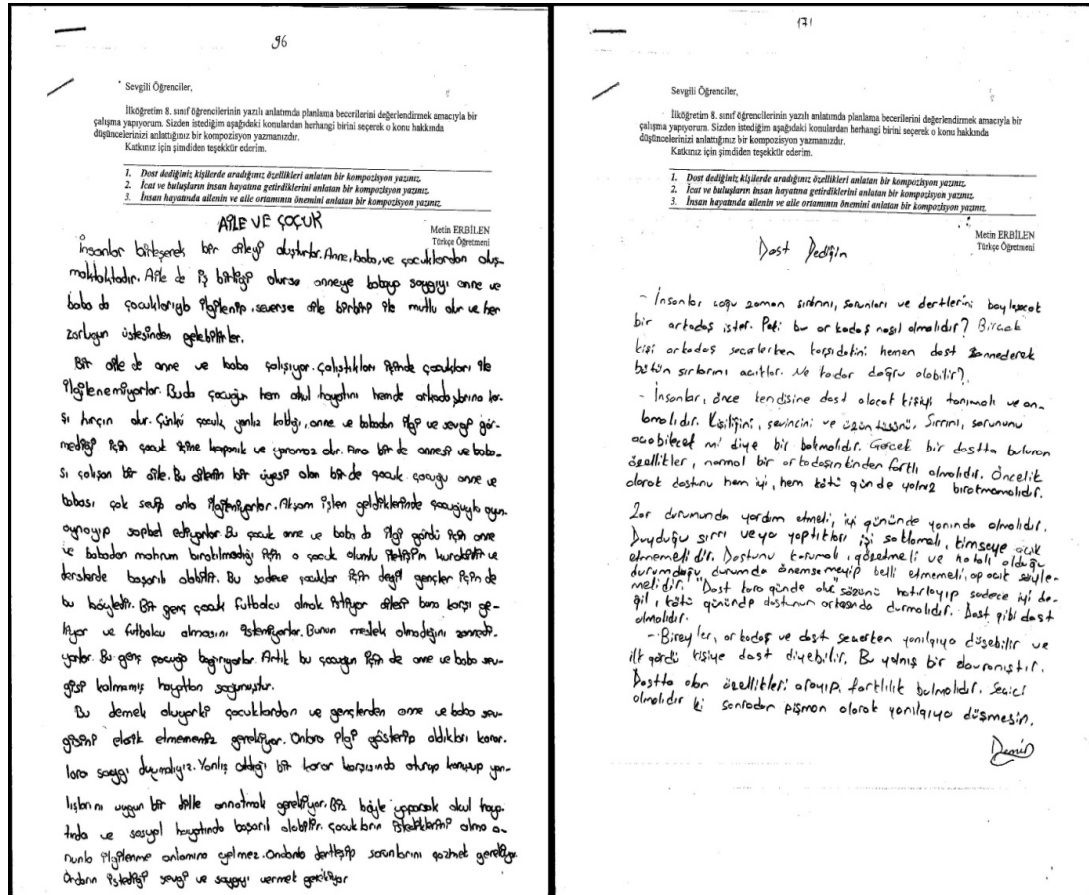 96
Sevgili Öğrenciler,
İlköğretim 8. sınıf öğrencilerinin yazılı anlatımda planlama becerilerini değerlendirmek amacıyla bir
çalışma yapıyorum. Sizden istediğim aşağıdaki konulardan herhangi birini seçerek o konu hakkında
düşüncelerinizi anlattığınız bir kompozisyon yazmanızdır.
Katkınız için şimdiden teşekkür ederim.
1. Dost dediğiniz kişilerde aradığınız özellikleri anlatan bir kompozisyon yazınız.
2. İcat ve buluşların insan hayatına getirdiklerini anlatan bir kompozisyon yazınız.
3. İnsan hayatında ailenin ve aile ortamının önemini anlatan bir kompozisyon yazınız.
Metin ERBİLEN
Türkçe Öğretmeni
AİLE VE ÇOCUK
İnsanlar birleşerek bir aileyi oluşturlar. Anne, baba, ve çocuklardan oluş-
maktaktadır. Aile de iş birliği olursa anneye babaya saygıyı anne ve
baba da çocuklarıyla ilgilenip, severse aile birbiri ile mutlu olur ve her
zorluğun üstesinden gelebilirler.
Bir aile de anne ve baba çalışıyor. Çalıştıkları içinde çocukları ile
ilgilenemiyorlar. Buda çocuğun hem okul hayatını hemde arkadaşlarına kar-
şı hırçın olur. Çünkü çocuk, yanlız kaldığı, anne ve babadan ilgi ve sevgi gör-
mediği için çocuk içine kapanık ve yaramaz olur. Ama bir de annesi ve baba-
sı çalışan bir aile. Bu ailenin bir üyesi olan bir de çocuk. çocuğu anne ve
babası çok sevip onla ilgileniyorlar. Akşam işten geldiklerinde çocuğuyla oyun
oynayıp sohbet ediyorlar. Bu çocuk anne ve baba da ilgi gördü için anne
ve babadan mahrum bırakılmadığı için o çocuk olumlu iletişim kurabilir ve
derslerde başarılı olabilir. Bu sadece çocuklar için değil gençler için de
bu böyledir. Bir genç çocuk futbolcu olmak istiyor ailesi buna karşı ge-
liyor ve futbolcu olmasını istemiyorlar. Bunun meslek olmadığını zannedi-
yorlar. Bu genç çocuğa bağırıyorlar. Artık bu çocuğun için de anne ve baba sev-
gisi kalmamış hayattan soğumuştur.
Bu demek oluyorki çocuklardan ve gençlerden anne ve baba sev-
gisini eksik etmememiz gerekiyor. Onlara ilgi gösterip aldıkları karar-
lara saygı duymalıyız. Yanlış aldığı bir karar karşısında oturup konuşup yan-
lışlarını uygun bir dille annatmak gerekiyor. Biz böyle yaparsak okul haya-
tında ve sosyal hayatında başarılı olabilir. çocukların istediklerini alma o-
nunla ilgilenme anlamına gelmez. Onlarla dertleşip sorunlarını çözmek gerekiyor.
Onların istediği sevgi ve saygıyı vermek gerekiyor
171
Sevgili Öğrenciler,
İlköğretim 8. sınıf öğrencilerinin yazılı anlatımda planlama becerilerini değerlendirmek amacıyla bir
çalışma yapıyorum. Sizden istediğim aşağıdaki konulardan herhangi birini seçerek o konu hakkında
düşüncelerinizi anlattığınız bir kompozisyon yazmanızdır.
Katkınız için şimdiden teşekkür ederim.
1. Dost dediğiniz kişilerde aradığınız özellikleri anlatan bir kompozisyon yazınız.
2. İcat ve buluşların insan hayatına getirdiklerini anlatan bir kompozisyon yazınız.
3. İnsan hayatında ailenin ve aile ortamının önemini anlatan bir kompozisyon yazınız.
Metin ERBİLEN
Türkçe Öğretmeni
Dost Dediğin
- İnsanlar çoğu zaman sırlarını, sorunları ve dertlerini paylaşacak
bir arkadaş ister. Peki bu arkadaş nasıl olmalıdır? Bircok
kişi arkadaş seçerlerken karşıdakini hemen dost zannederek
bütün sırlarını açıklar. Ne kadar doğru olabilir?
- İnsanlar, önce kendisine dost olacak kişiyi tanımalı ve an-
lamalıdır. Kişiliğini, sevincini ve üzüntüsünü. Sırrını, sorununu
açabilecek mi diye bir bakmalıdır. Gerçek bir dostta bulunan
özellikler, normal bir arkadaşınkinden farklı olmalıdır. Öncelik
olarak dostunu hem iyi, hem kötü günde yalnız bırakmamalıdır.
Zor durumunda yardım etmeli, iyi gününde yanında olmalıdır.
Duyduğu sırrı veya yaptıkları işi saklamalı, kimseye açık
etmemelidir. Dostunu korumalı, gözetmeli ve hatalı olduğu
durumdağu durumda önemsemeyip belli etmemeli, apaçık söyle-
melidir. "Dost kara günde olur" sözünü hatırlayıp sadece iyi de-
ğil, kötü gününde dostunun arkasında durmalıdır. Dost gibi dost
olmalıdır.
- Bireyler, arkadaş ve dost seçerken yanılgıya düşebilir ve
ilk gördü kişiye dost diyebilir. Bu yalnış bir davranıştır.
Dostta olan özellikleri arayıp, farklılık bulmalıdır. Seçici
olmalıdır ki sonradan pişman olarak yanılgıya düşmesin.
Demir